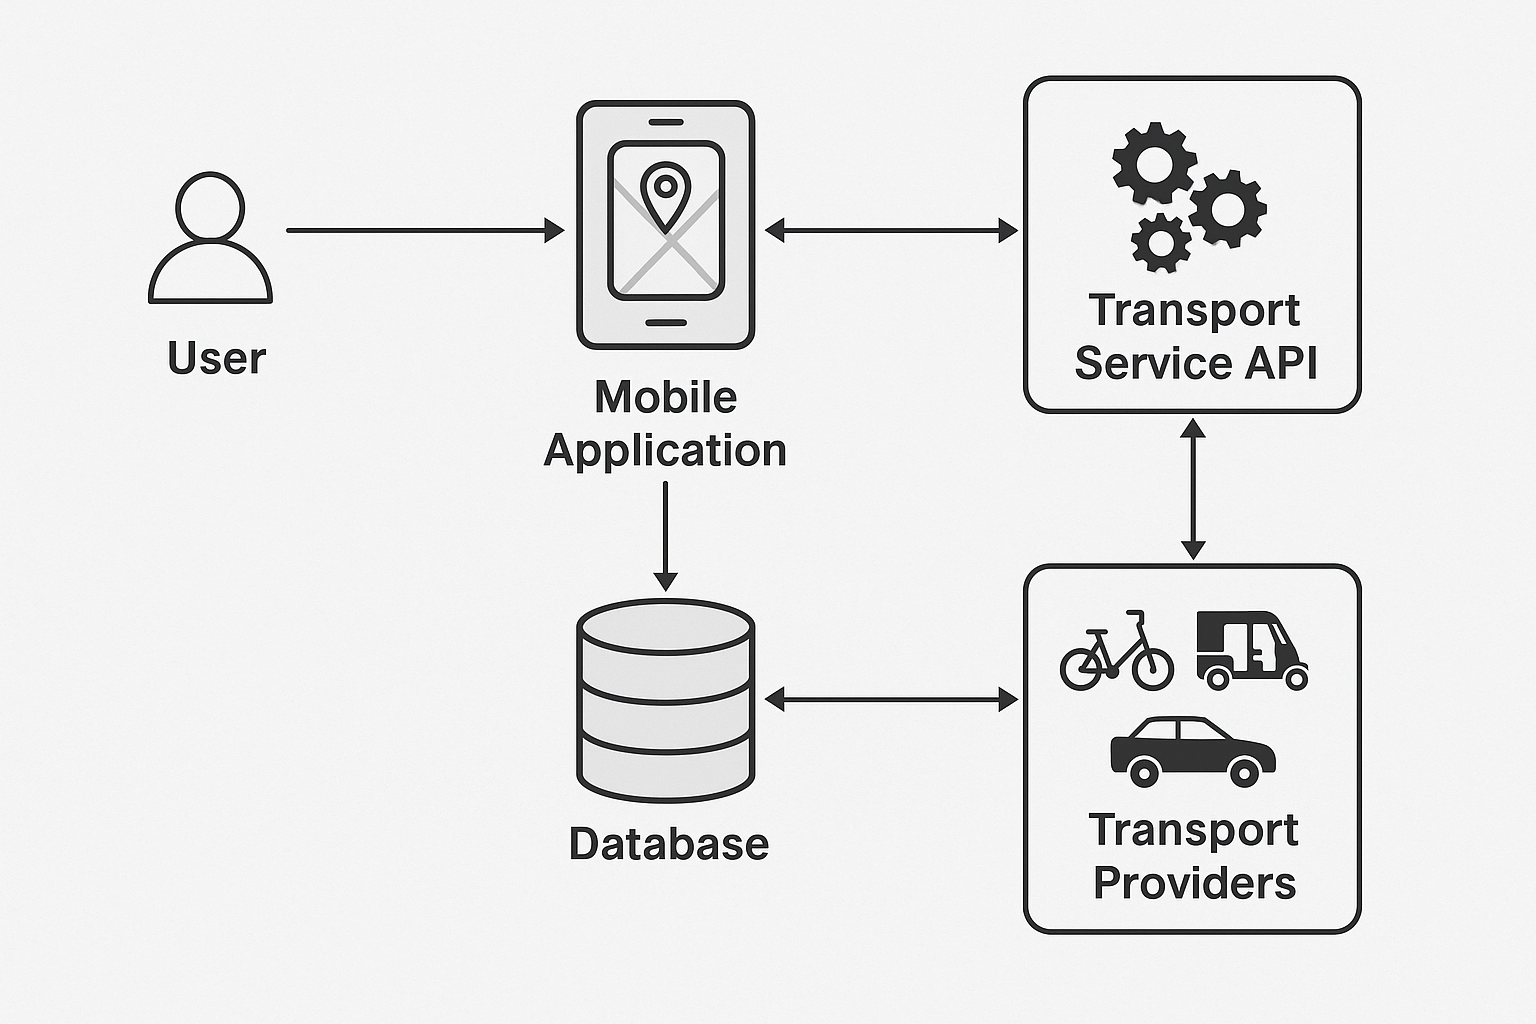 User
Mobile
Application
Transport
Service API
Database
Transport
Providers